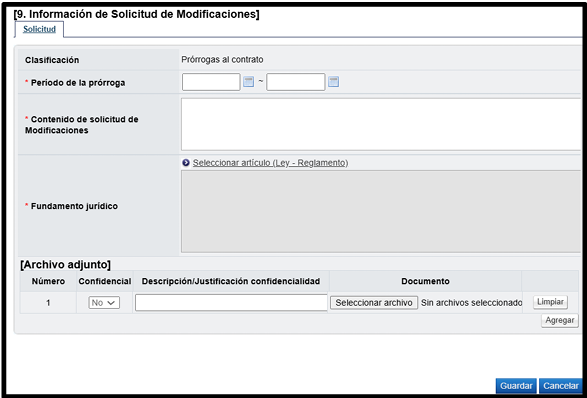 [9. Información de Solicitud de Modificaciones]
Solicitud
Clasificación Prórrogas al contrato
* Período de la prórroga ~
* Contenido de solicitud de
Modificaciones
Seleccionar artículo (Ley - Reglamento)
* Fundamento jurídico
[Archivo adjunto]
Número Confidencial Descripción/Justificación confidencialidad Documento
1 No Seleccionar archivo Sin archivos seleccionado Limpiar
Agregar
Guardar Cancelar